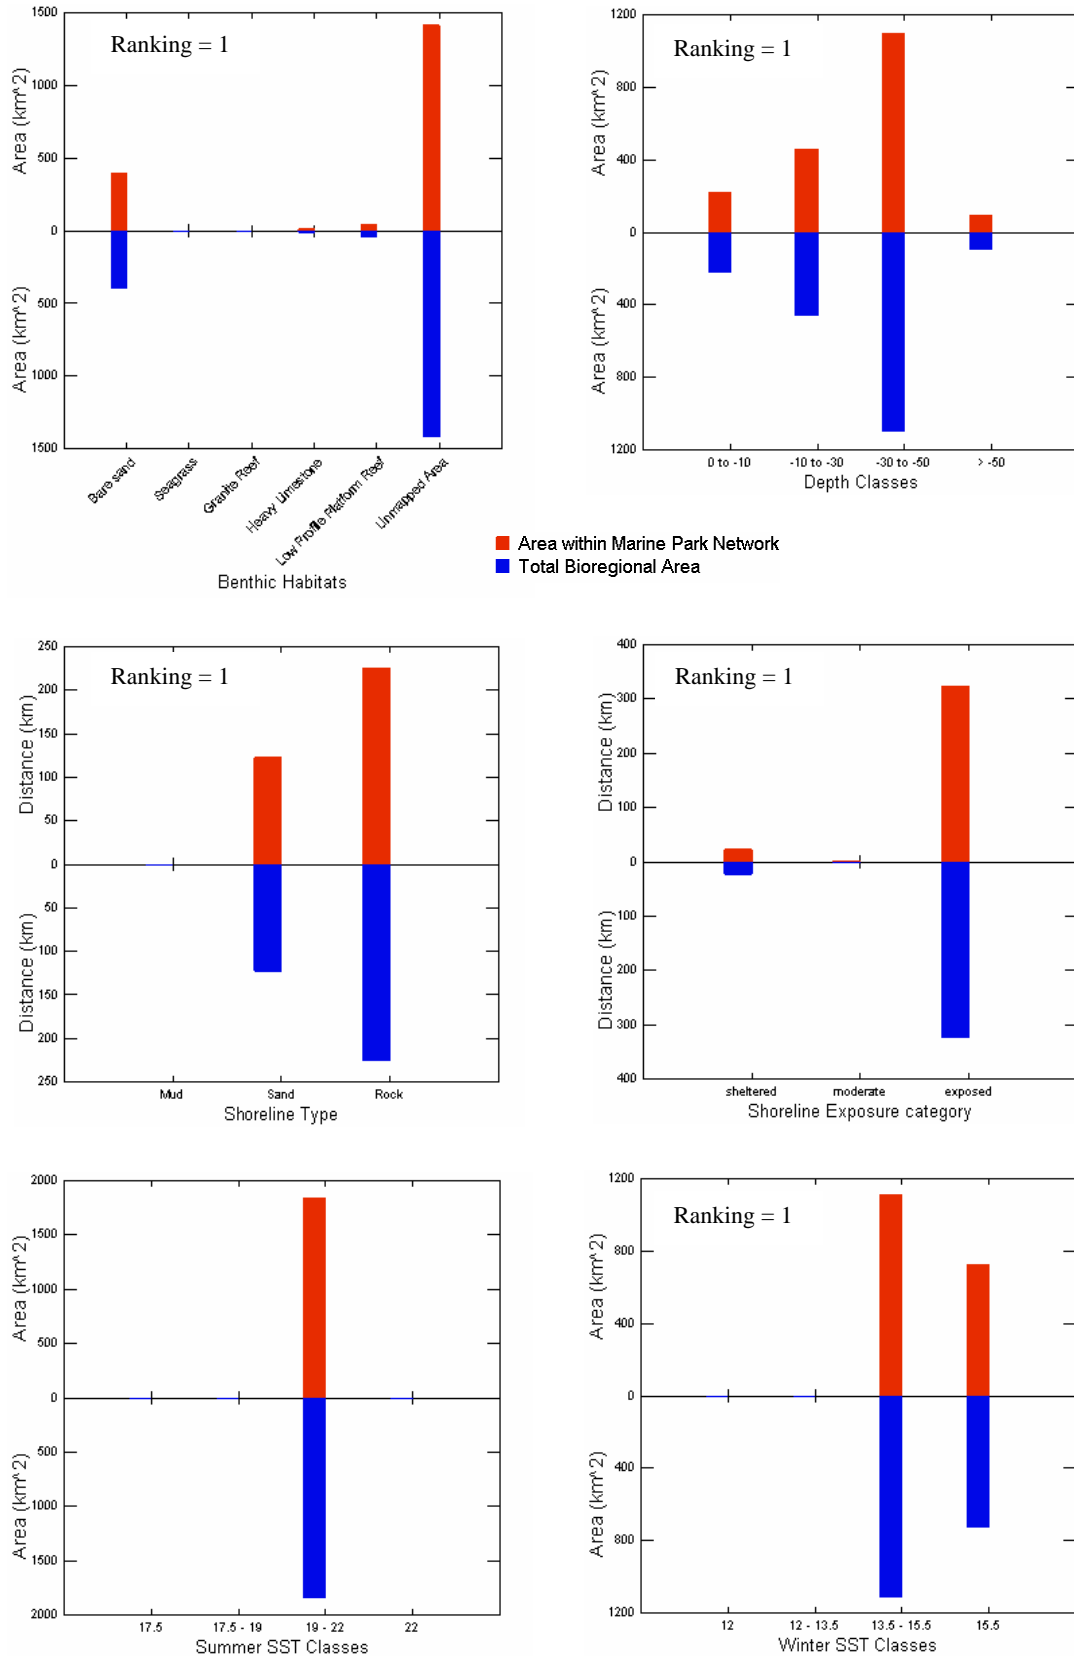 1500
1000
500
0
500
1000
1500
Area (km^2)
Area (km^2)
Ranking = 1
Bare sand
Seagrass
Granite Reef
Heavy Limestone
Low Profile Platform Reef
Unmapped Area
Benthic Habitats
1200
800
400
0
400
800
1200
Area (km^2)
Area (km^2)
Ranking = 1
0 to -10
-10 to -30
-30 to -50
> -50
Depth Classes
Area within Marine Park Network
Total Bioregional Area
250
200
150
100
50
0
50
100
150
200
250
Distance (km)
Distance (km)
Ranking = 1
Mud
Sand
Rock
Shoreline Type
400
300
200
100
0
100
200
300
400
Distance (km)
Distance (km)
Ranking = 1
sheltered
moderate
exposed
Shoreline Exposure category
2000
1500
1000
500
0
500
1000
1500
2000
Area (km^2)
Area (km^2)
17.5
17.5 - 19
19 - 22
22
Summer SST Classes
1200
800
400
0
400
800
1200
Area (km^2)
Area (km^2)
Ranking = 1
12
12 - 13.5
13.5 - 15.5
15.5
Winter SST Classes